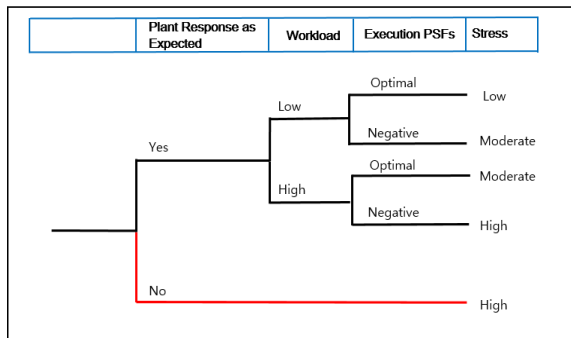 Plant Response as
Expected
Workload
Execution PSFs
Stress
Optimal
Low
Low
Negative
Moderate
Yes
Optimal
Moderate
High
Negative
High
No
High